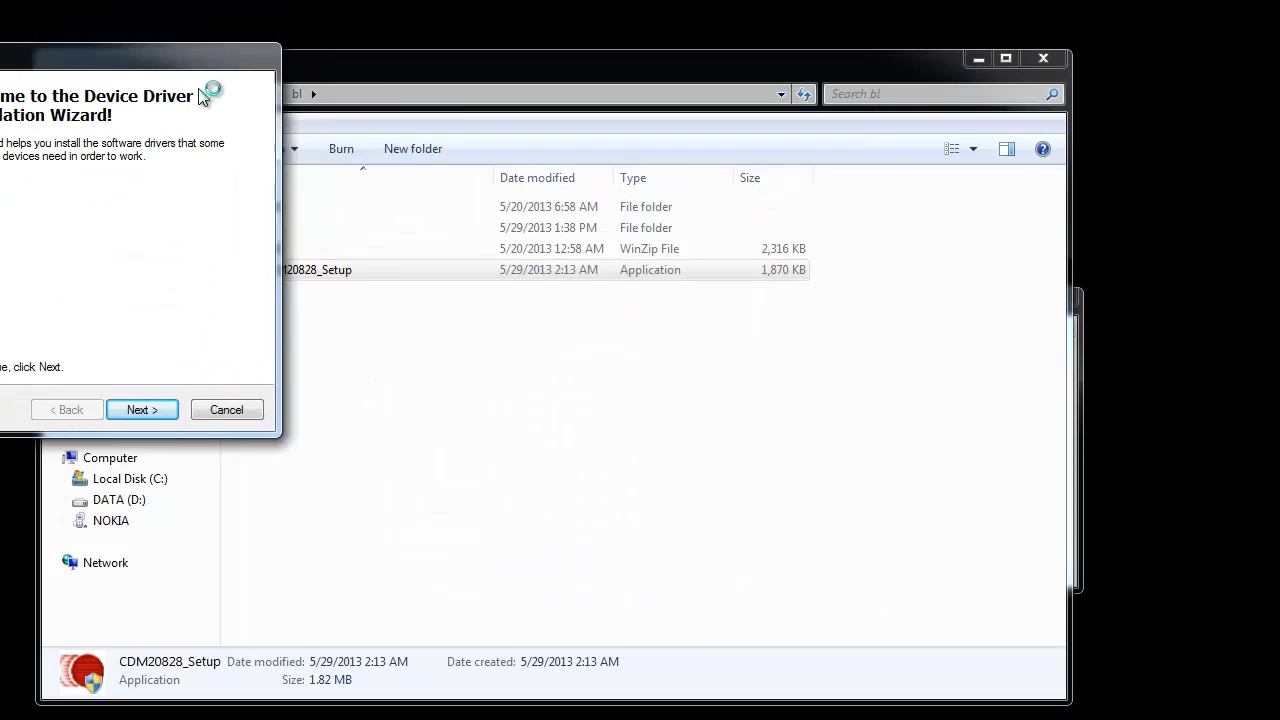 me to the Device Driver
lation Wizard!
d helps you install the software drivers that some
devices need in order to work.
e, click Next.
< Back
Next >
Cancel
bl
Search bl
Burn
New folder
Date modified
Type
Size
5/20/2013 6:58 AM
File folder
5/29/2013 1:38 PM
File folder
5/20/2013 12:58 AM
WinZip File
2,316 KB
M20828_Setup
5/29/2013 2:13 AM
Application
1,870 KB
Computer
Local Disk (C:)
DATA (D:)
NOKIA
Network
CDM20828_Setup
Date modified: 5/29/2013 2:13 AM
Date created: 5/29/2013 2:13 AM
Application
Size: 1.82 MB